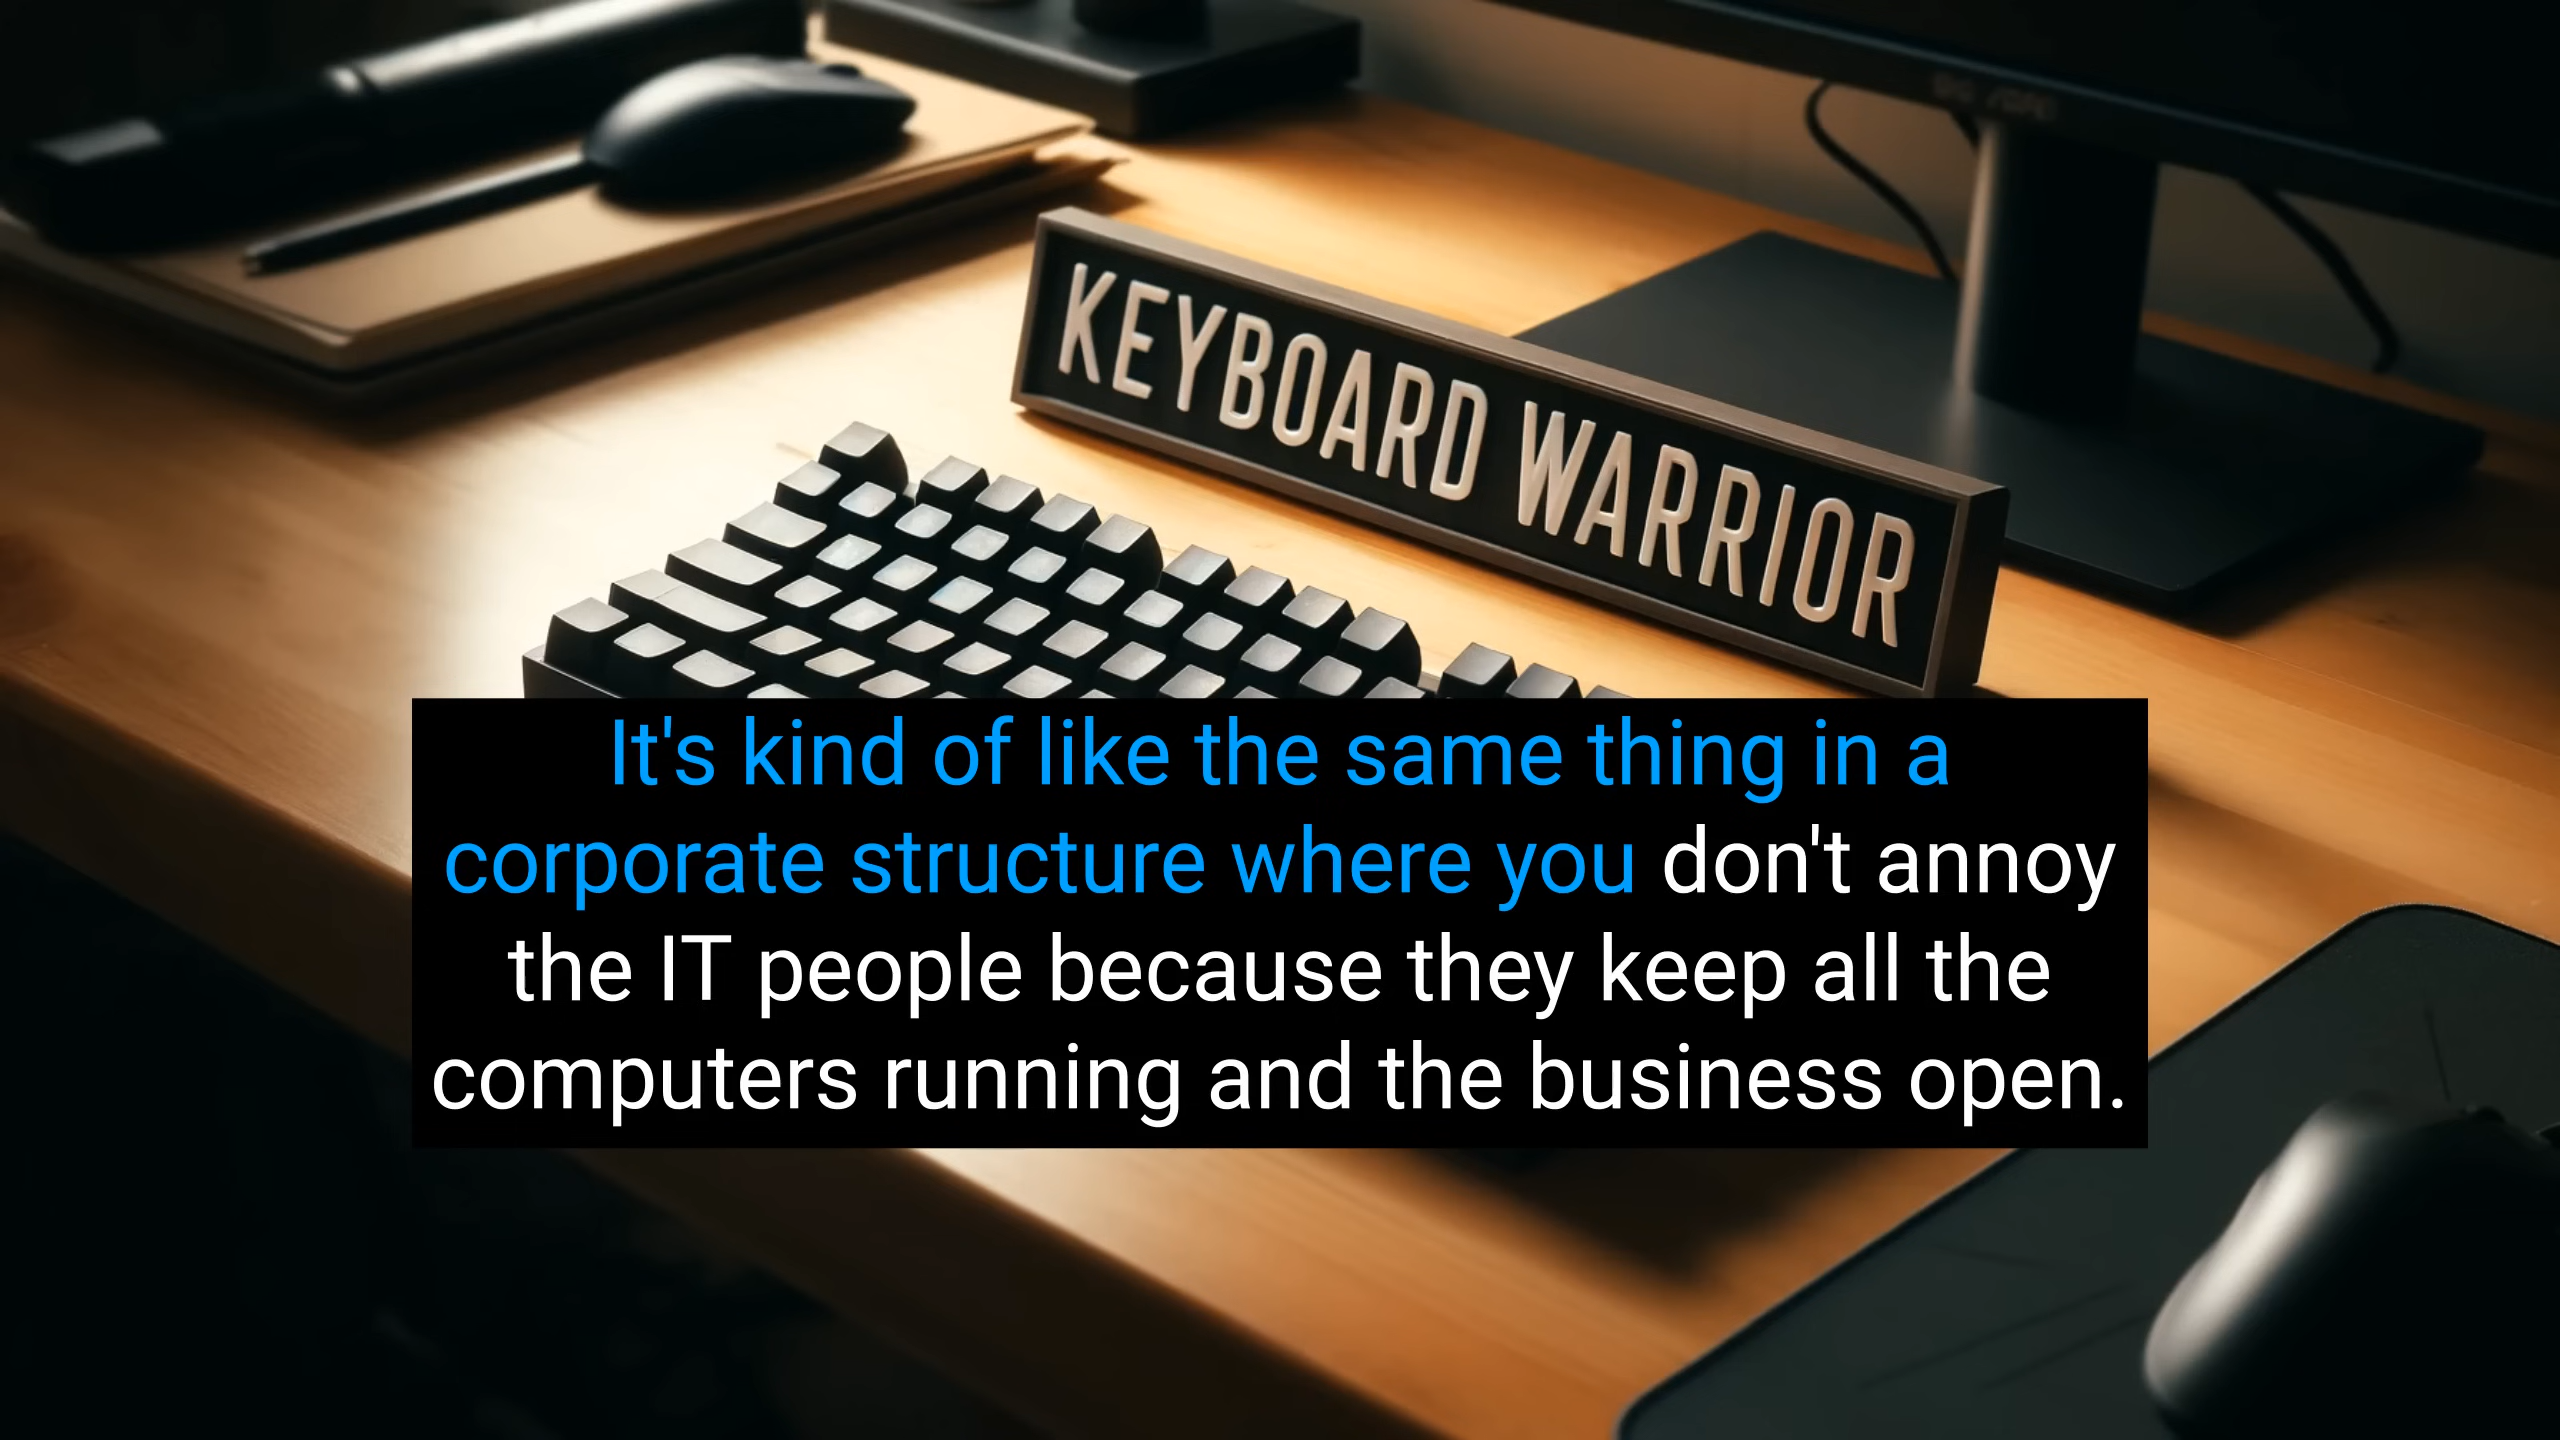 KEYBOARD WARRIOR
It's kind of like the same thing in a
corporate structure where you don't annoy
the IT people because they keep all the
computers running and the business open.